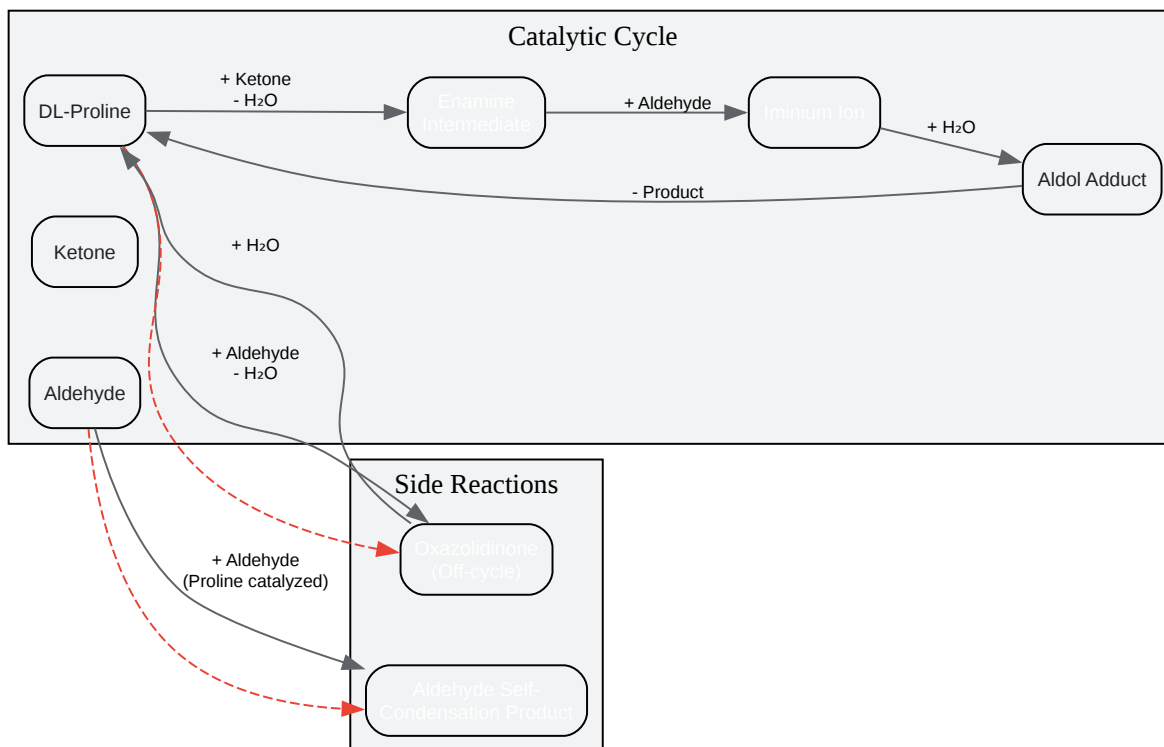 Catalytic Cycle
+ Ketone
- H₂O
DL-Proline
Enamine
Intermediate
+ Aldehyde
Iminium Ion
+ H₂O
Aldol Adduct
- Product
Ketone
+ H₂O
+ Aldehyde
- H₂O
Aldehyde
Side Reactions
Oxazolidinone
(Off-cycle)
+ Aldehyde
(Proline catalyzed)
Aldehyde Self-
Condensation Product